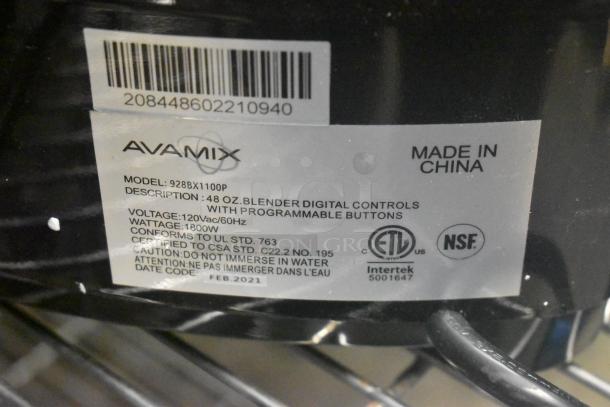 208448602210940
AVAMIX
MADE IN
CHINA
MODEL: 928BX1100P
DESCRIPTION: 48 OZ.BLENDER DIGITAL CONTROLS
WITH PROGRAMMABLE BUTTONS
VOLTAGE:120Vac/60Hz
WATTAGE:1800W
CONFORMS TO UL STD. 763
CERTIFIED TO CSA STD. C22.2 NO. 195
CAUTION:DO NOT IMMERSE IN WATER
ATTENTION:NE PAS IMMERGER DANS L'EAU
DATE CODE: FEB.2021
ETL US
Intertek
5001647
NSF